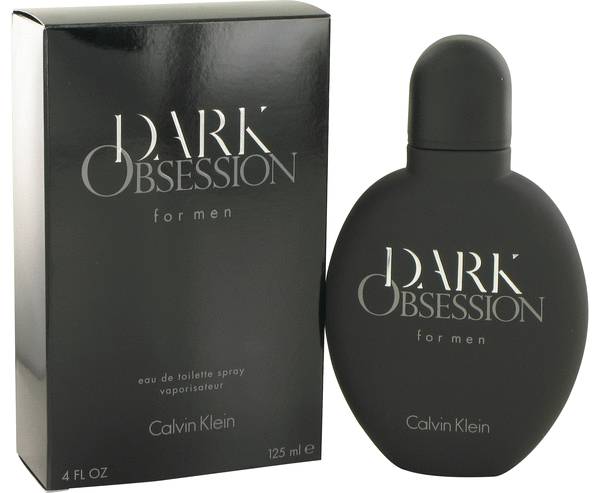 DARK
OBSESSION
for men
eau de toilette spray
vaporisateur
Calvin Klein
4 FL OZ
125 ml e
DARK
OBSESSION
for men
Calvin Klein